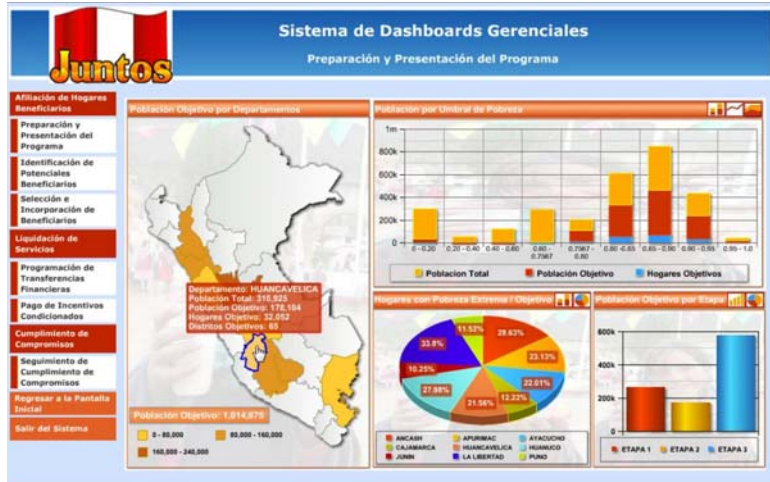 Juntos
Sistema de Dashboards Gerenciales
Preparación y Presentación del Programa
Afiliación de Hogares
Beneficiarios
Preparación y
Presentación del
Programa
Identificación de
Potenciales
Beneficiarios
Selección e
Incorporación de
Beneficiarios
Liquidación de
Servicios
Programación de
Transferencias
Financieras
Pago de Incentivos
Condicionados
Cumplimiento de
Compromisos
Seguimiento de
Cumplimiento de
Compromisos
Regresar a la Pantalla
Inicial
Salir del Sistema
Población Objetivo por Departamentos
Departamento: HUANCAVELICA
Población Total: 310,925
Población Objetivo: 178,184
Hogares Objetivo: 32,052
Distritos Objetivos: 65
Población Objetivo: 1,014,675
0 - 80,000
80,000 - 160,000
160,000 - 240,000
Población por Umbral de Pobreza
1m
800k
600k
400k
200k
0
0 - 0.20
0.20 - 0.40
0.40 - 0.60
0.60 -
0.7567
0.7567 -
0.80
0.80 -0.85
0.85 - 0.90
0.90 - 0.95
0.95 - 1.0
Poblacion Total
Población Objetivo
Hogares Objetivos
Hogares con Pobreza Extrema / Objetivo
11.52%
28.63%
33.8%
23.13%
10.25%
22.01%
27.98%
21.56%
12.22%
ANCASH
APURIMAC
AYACUCHO
CAJAMARCA
HUANCAVELICA
HUANUCO
JUNIN
LA LIBERTAD
PUNO
Población Objetivo por Etapa
600k
400k
200k
0
ETAPA 1
ETAPA 2
ETAPA 3